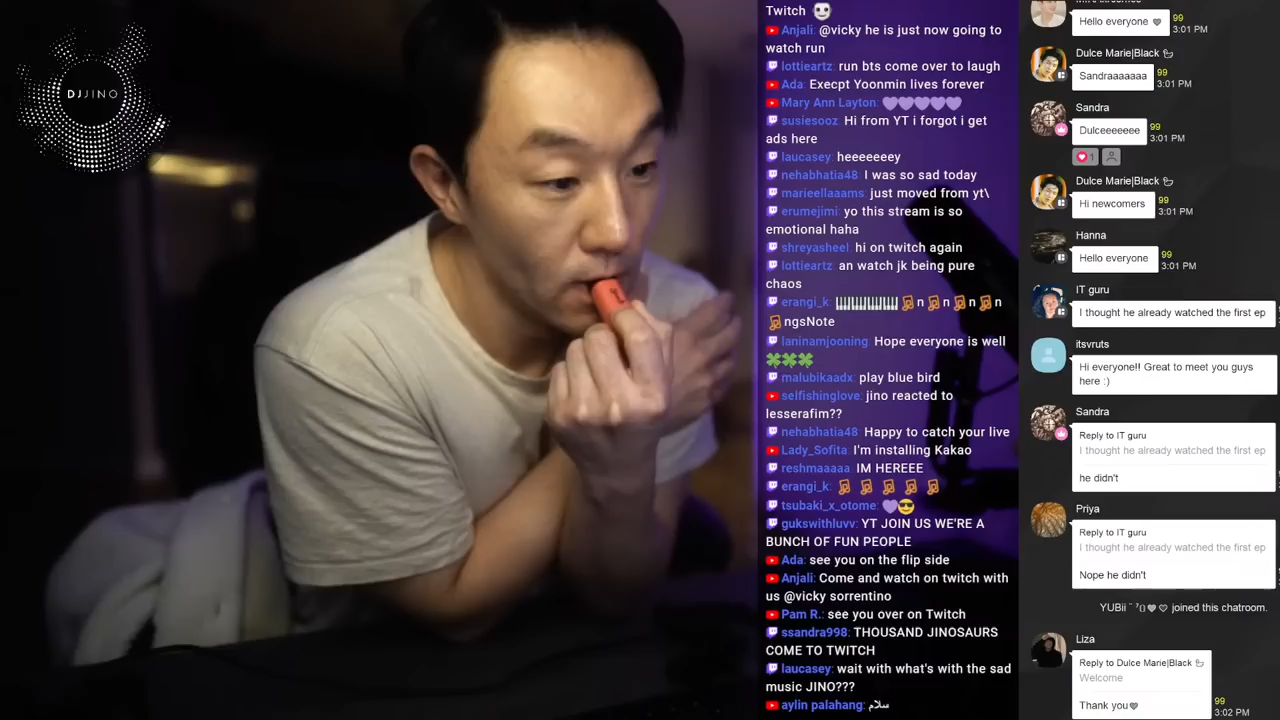 DJJINO
Twitch
Anjali: @vicky he is just now going to
watch run
lottieartz: run bts come over to laugh
Ada: Execpt Yoonmin lives forever
Mary Ann Layton: 💜💜💜💜💜
susiesooz: Hi from YT i forgot i get
ads here
laucasey: heeeeeeey
nehabhatia48: I was so sad today
marieellaaams: just moved from yt\
erumejimi: yo this stream is so
emotional haha
shreyasheel: hi on twitch again
lottieartz: an watch jk being pure
chaos
erangi_k: n n n n
ngsNote
laninamjooning: Hope everyone is well
🍀🍀🍀
malubikaadx: play blue bird
selfishinglove: jino reacted to
lesserafim??
nehabhatia48: Happy to catch your live
Lady_Sofita: I'm installing Kakao
reshmaaaaa: IM HEREEE
erangi_k:
tsubaki_x_otome: 💜😎
gukswithluvv: YT JOIN US WE'RE A
BUNCH OF FUN PEOPLE
Ada: see you on the flip side
Anjali: Come and watch on twitch with
us @vicky sorrentino
Pam R.: see you over on Twitch
ssandra998: THOUSAND JINOSAURS
COME TO TWITCH
laucasey: wait with what's with the sad
music JINO???
aylin palahang: سلام
Hello everyone
99
3:01 PM
Dulce Marie|Black
Sandraaaaaaa
99
3:01 PM
Sandra
Dulceeeeeee
99
3:01 PM
1
Dulce Marie|Black
Hi newcomers
99
3:01 PM
Hanna
Hello everyone
99
3:01 PM
IT guru
I thought he already watched the first ep
itsvruts
Hi everyone!! Great to meet you guys
here :)
Sandra
Reply to IT guru
I thought he already watched the first ep
he didn't
Priya
Reply to IT guru
I thought he already watched the first ep
Nope he didn't
YUBii joined this chatroom.
Liza
Reply to Dulce Marie|Black
Welcome
Thank you
99
3:02 PM